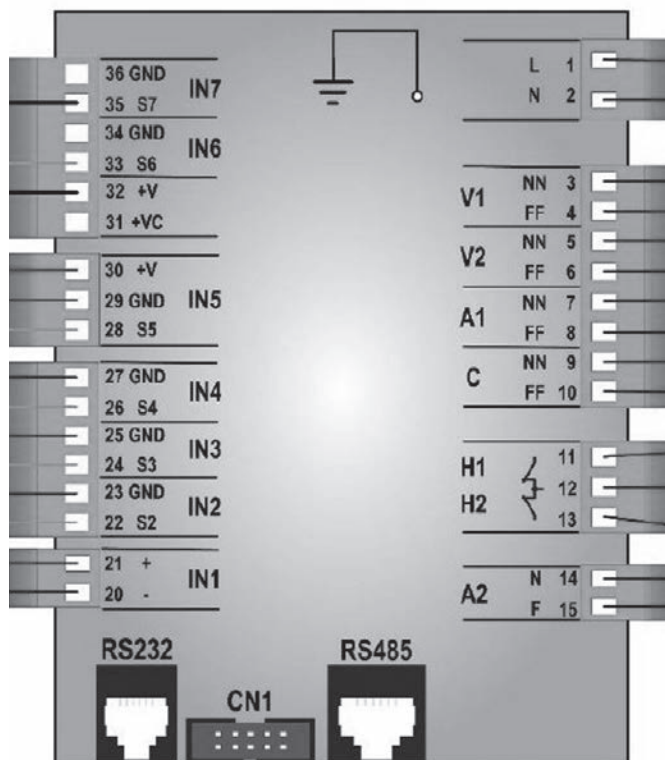 36 GND
35 S7
IN7
34 GND
33 S6
IN6
32 +V
31 +VC
30 +V
29 GND
28 S5
IN5
27 GND
26 S4
IN4
25 GND
24 S3
IN3
23 GND
22 S2
IN2
21 +
20 -
IN1
L 1
N 2
V1
NN 3
FF 4
V2
NN 5
FF 6
A1
NN 7
FF 8
C
NN 9
FF 10
H1
H2
11
12
13
A2
N 14
F 15
RS232
CN1
RS485